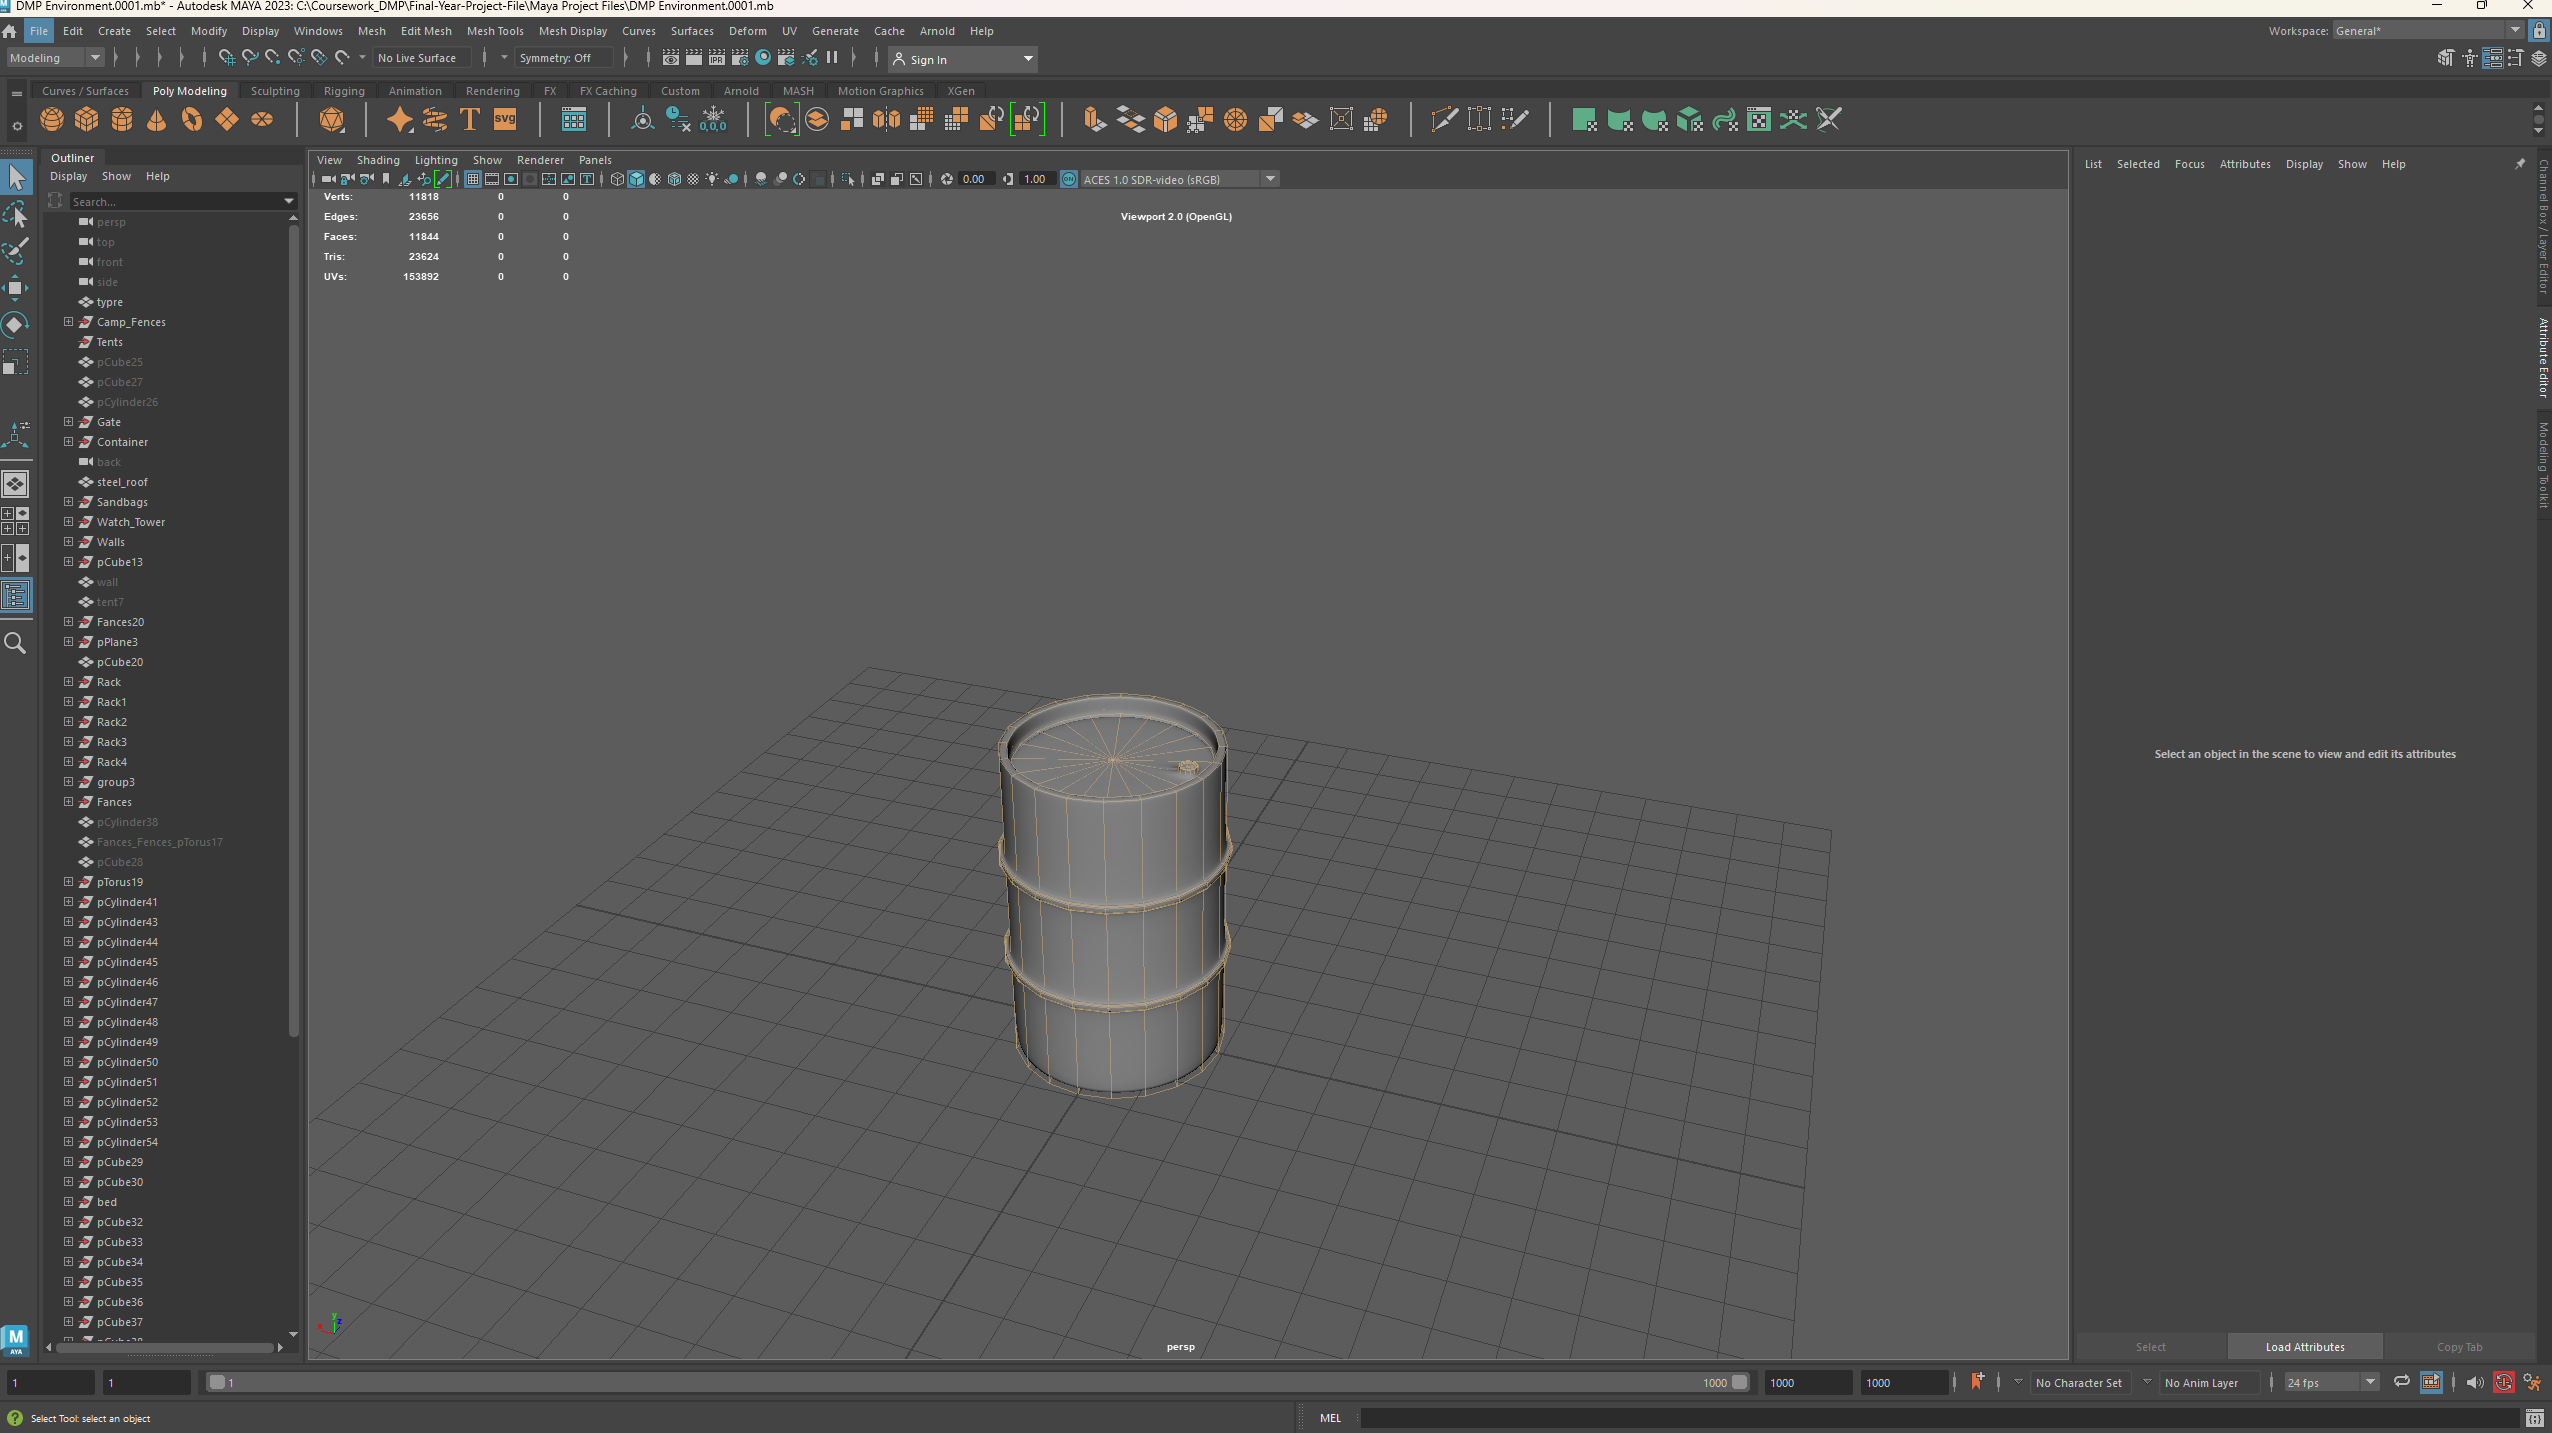 DMP Environment.0001.mb* - Autodesk MAYA 2023: C:\Coursework_DMP\Final-Year-Project-File\Maya Project Files\DMP Environment.0001.mb
File Edit Create Select Modify Display Windows Mesh Edit Mesh Mesh Tools Mesh Display Curves Surfaces Deform UV Generate Cache Arnold Help
Workspace: General*
Modeling No Live Surface Symmetry: Off Sign In
Curves / Surfaces Poly Modeling Sculpting Rigging Animation Rendering FX FX Caching Custom Arnold MASH Motion Graphics XGen
T svg 0,0,0
IPR
Outliner
Display Show Help
Search...
persp
top
front
side
typre
Camp_Fences
Tents
pCube25
pCube27
pCylinder26
Gate
Container
back
steel_roof
Sandbags
Watch_Tower
Walls
pCube13
wall
tent7
Fances20
pPlane3
pCube20
Rack
Rack1
Rack2
Rack3
Rack4
group3
Fances
pCylinder38
Fances_Fences_pTorus17
pCube28
pTorus19
pCylinder41
pCylinder43
pCylinder44
pCylinder45
pCylinder46
pCylinder47
pCylinder48
pCylinder49
pCylinder50
pCylinder51
pCylinder52
pCylinder53
pCylinder54
pCube29
pCube30
bed
pCube32
pCube33
pCube34
pCube35
pCube36
pCube37
View Shading Lighting Show Renderer Panels
0.00 1.00 ON ACES 1.0 SDR-video (sRGB)
Verts: 11818 0 0
Edges: 23656 0 0
Faces: 11844 0 0
Tris: 23624 0 0
UVs: 153892 0 0
Viewport 2.0 (OpenGL)
y
x z
persp
List Selected Focus Attributes Display Show Help
Select an object in the scene to view and edit its attributes
Select Load Attributes Copy Tab
Channel Box / Layer Editor
Attribute Editor
Modeling Toolkit
M
AYA
1 1 1 1000 1000 1000 No Character Set No Anim Layer 24 fps
Select Tool: select an object
MEL